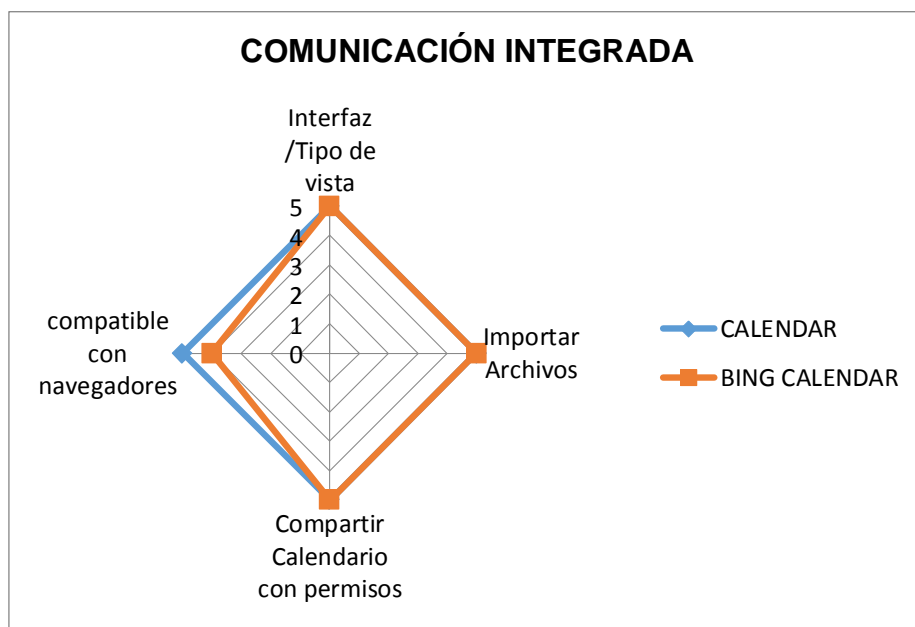 COMUNICACIÓN INTEGRADA
Interfaz
/Tipo de
vista
5
4
3
2
1
0
compatible
con
navegadores
Importar
Archivos
Compartir
Calendario
con permisos
CALENDAR
BING CALENDAR